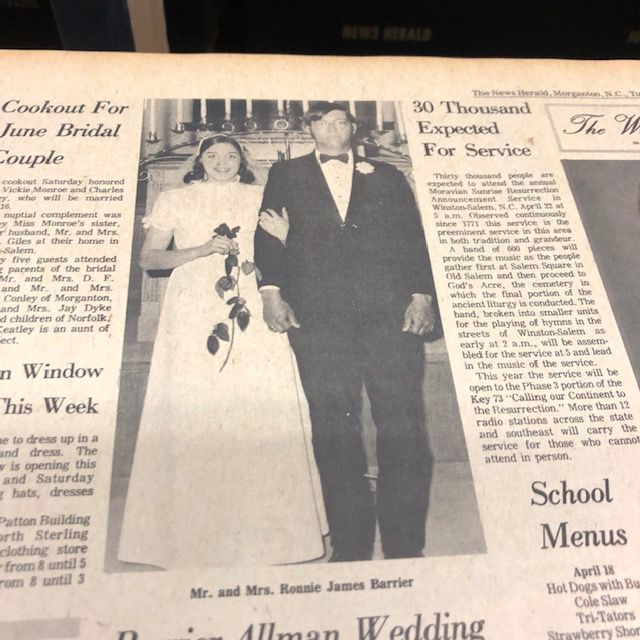 NEWS HERALD
The News Herald, Morganton, N.C., Tu
Cookout For
June Bridal
Couple
cookout Saturday honored
Vickie Monroe and Charles
ey, who will be married
16.
nuptial complement was
by Miss Monroe's sister,
husband, Mr. and Mrs.
Giles at their home in
-Salem.
y five guests attended
g parents of the bridal
Mr. and Mrs. D. F.
and Mr. and Mrs.
Conley of Morganton,
and Mrs. Jay Dyke
d children of Norfolk,
Keatley is an aunt of
ect.
n Window
This Week
e to dress up in a
and dress. The
w is opening this
and Saturday
g hats, dresses
Patton Building
orth Sterling
clothing store
from 8 until 5
rom 8 until 3
Mr. and Mrs. Ronnie James Barrier
Barrier Allman Wedding
30 Thousand
Expected
For Service
Thirty thousand people are
expected to attend the annual
Moravian Sunrise Resurrection
Announcement Service in
Winston-Salem, N.C. April 22 at
5 a.m. Observed continuously
since 1771 this service is the
preeminent service in this area
in both tradition and grandeur.
A band of 600 pieces will
provide the music as the people
gather first at Salem Square in
Old Salem and then proceed to
God's Acre, the cemetery in
which the final portion of the
ancient liturgy is conducted. The
band, broken into smaller units
for the playing of hymns in the
streets of Winston-Salem as
early at 2 a.m., will be assem-
bled for the service at 5 and lead
in the music of the service.
This year the service will be
open to the Phase 3 portion of the
Key 73 "Calling our Continent to
the Resurrection." More than 12
radio stations across the state
and southeast will carry the
service for those who cannot
attend in person.
The W
School
Menus
April 18
Hot Dogs with Bu
Cole Slaw
Tri-Tators
Strawberry Shor